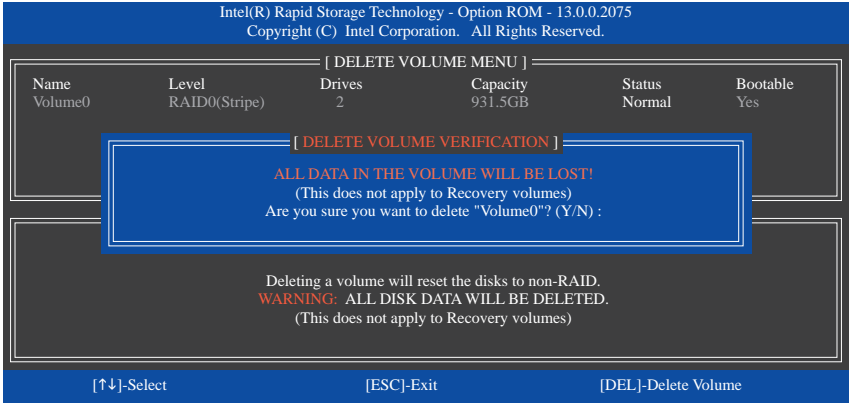 Intel(R) Rapid Storage Technology - Option ROM - 13.0.0.2075
Copyright (C) Intel Corporation. All Rights Reserved.
[ DELETE VOLUME MENU ]
Name Level Drives Capacity Status Bootable
Volume0 RAID0(Stripe) 2 931.5GB Normal Yes
[ DELETE VOLUME VERIFICATION ]
ALL DATA IN THE VOLUME WILL BE LOST!
(This does not apply to Recovery volumes)
Are you sure you want to delete "Volume0"? (Y/N) :
Deleting a volume will reset the disks to non-RAID.
WARNING: ALL DISK DATA WILL BE DELETED.
(This does not apply to Recovery volumes)
[↑↓]-Select [ESC]-Exit [DEL]-Delete Volume